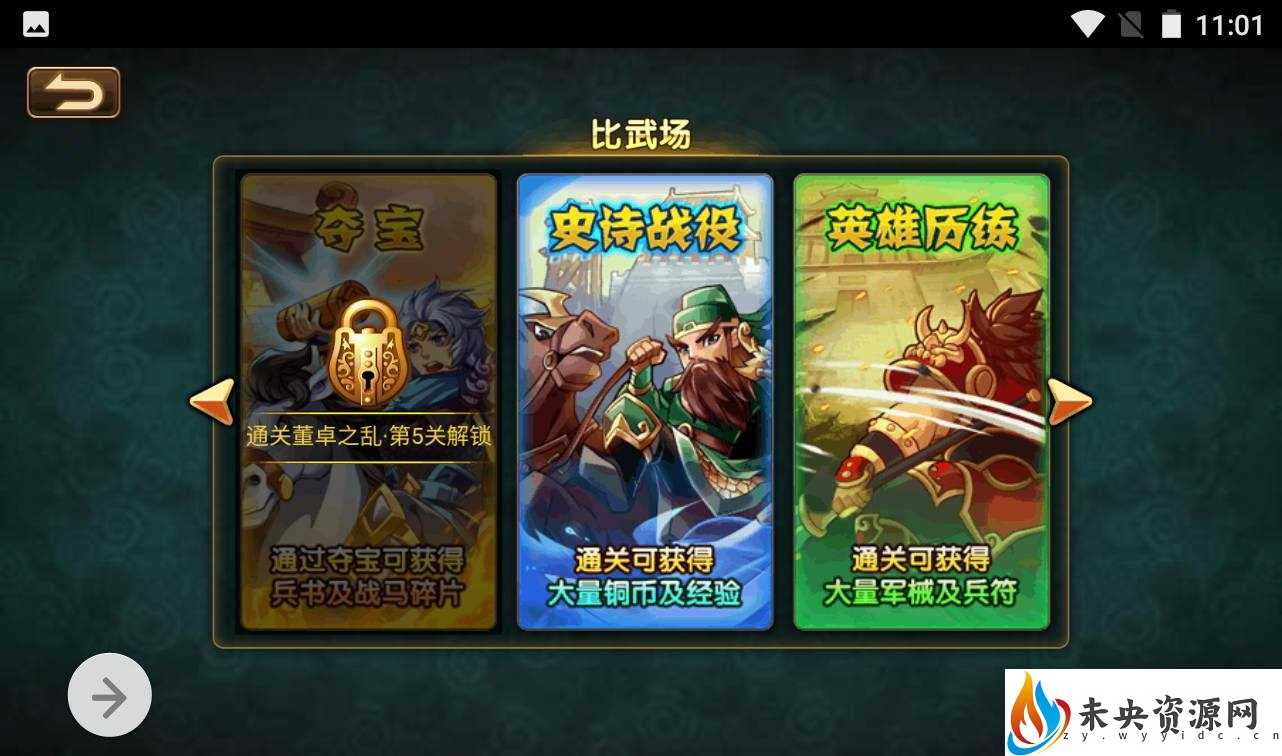 11:01
比武场
夺宝
通关董卓之乱·第5关解锁
通过夺宝可获得
兵书及战马碎片
史诗战役
通关可获得
大量铜币及经验
英雄历练
通关可获得
大量军械及兵符
未央资源网
zy.wyyidc.cn